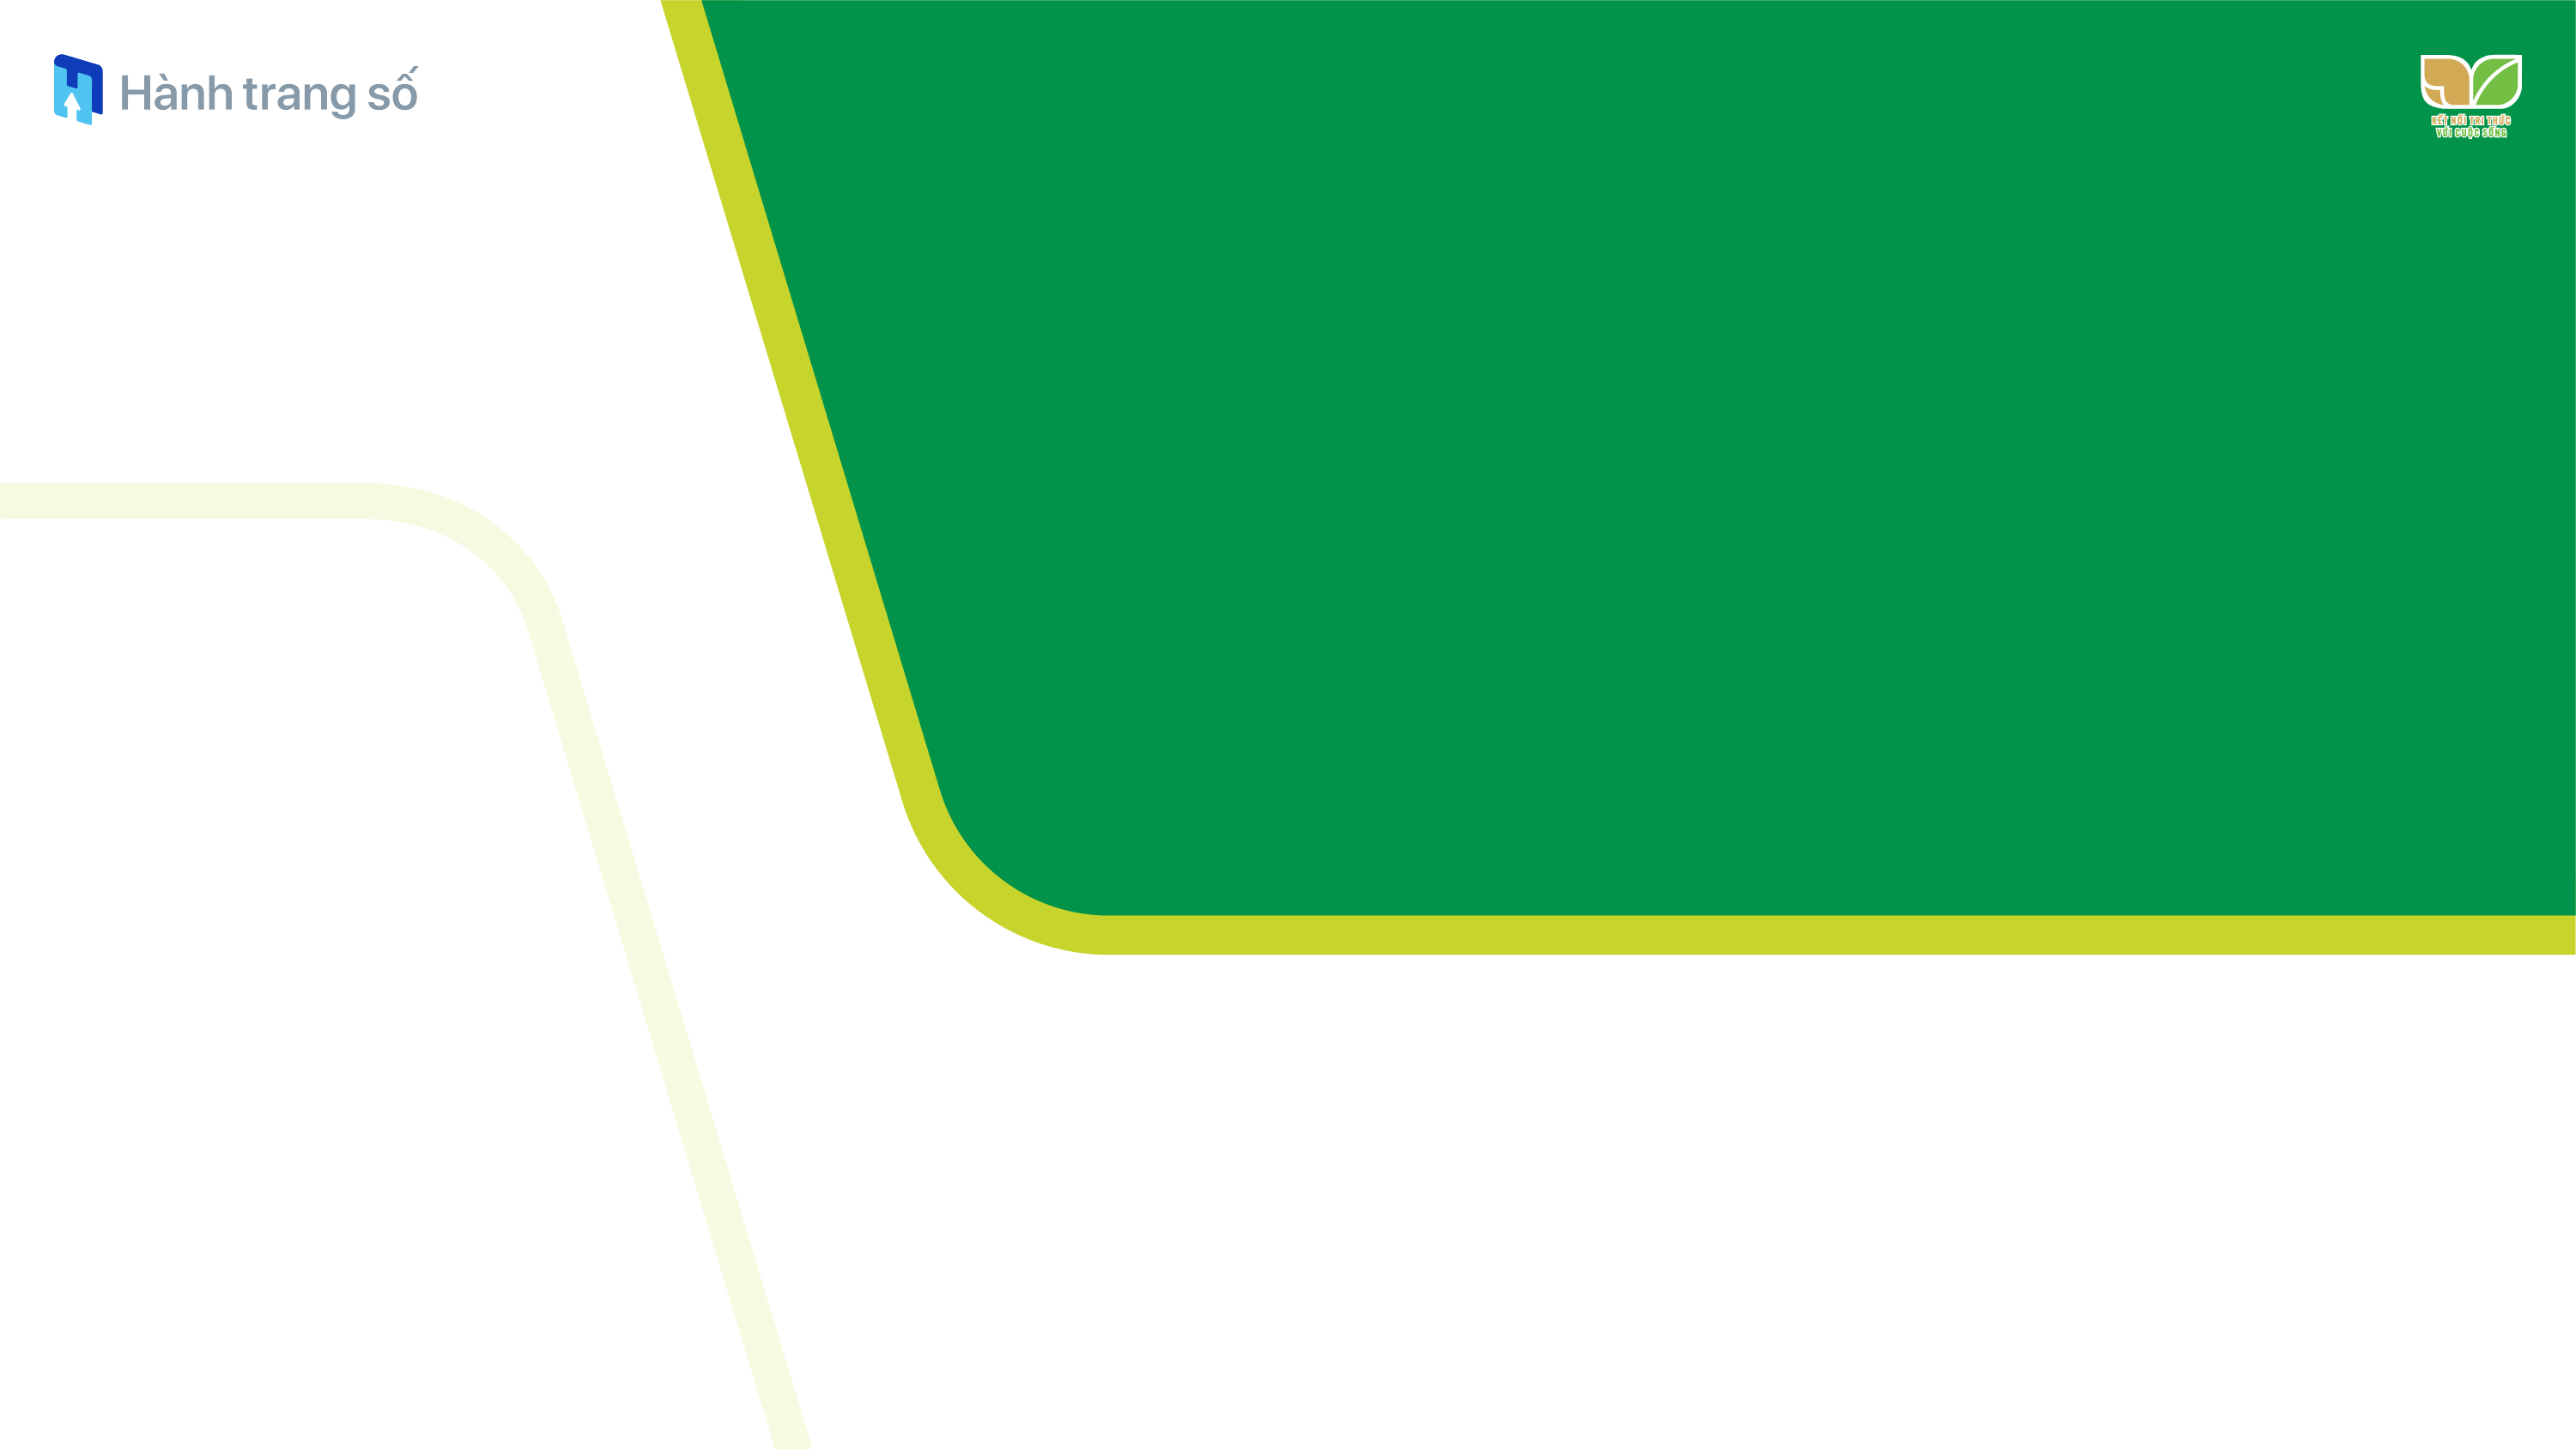 Hành trang số
KẾT NỐI TRI THỨC
VỚI CUỘC SỐNG